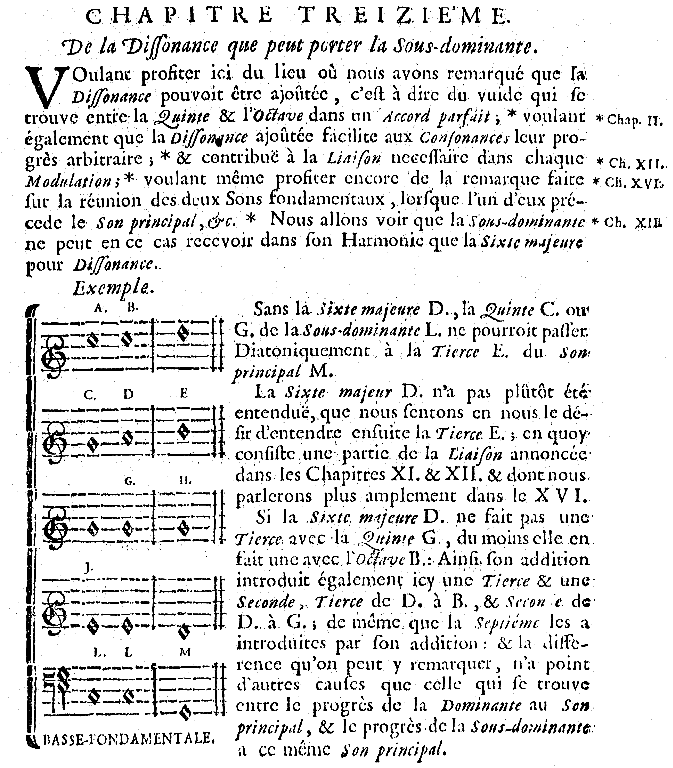 CHAPITRE TREIZIEME.
De la Dissonance que peut porter la Sous-dominante.
VOulant profiter ici du lieu où nous avons remarqué que la
Dissonance pouvoit être ajoûtée, c'est à dire du vuide qui se
trouve entre la Quinte & l'Octave dans un Accord parfait; * voulant
* Chap. II.
également que la Dissonance ajoûtée facilite aux Consonances leur pro-
grès arbitraire; * & contribuë à la Liaison necessaire dans chaque
* Ch. XII.
Modulation; * voulant même profiter encore de la remarque faite
* Ch. XVI.
sur la réunion des deux Sons fondamentaux, lorsque l'un d'eux pré-
cede le Son principal, &c. * Nous allons voir que la Sous-dominante
* Ch. XIII.
ne peut en ce cas recevoir dans son Harmonie que la Sixte majeure
pour Dissonance.
Exemple.
A. B.
C. D E
G. H.
J.
L. L M
BASSE-FONDAMENTALE.
Sans la Sixte majeure D., la Quinte C. ou
G. de la Sous-dominante L. ne pourroit passer
Diatoniquement à la Tierce E. du Son
principal M.
La Sixte majeur D. n'a pas plûtôt été
entenduë, que nous sentons en nous le dé-
sir d'entendre ensuite la Tierce E.; en quoy
consiste une partie de la Liaison annoncée
dans les Chapitres XI. & XII. & dont nous
parlerons plus amplement dans le XVI.
Si la Sixte majeure D. ne fait pas une
Tierce avec la Quinte G., du moins elle en
fait une avec l'Octave B.: Ainsi son addition
introduit également icy une Tierce & une
Seconde, Tierce de D. à B., & Secon e de
D. à G.; de même que la Septiéme les a
introduites par son addition: & la diffe-
rence qu'on peut y remarquer, n'a point
d'autres causes que celle qui se trouve
entre le progrès de la Dominante au Son
principal, & le progrès de la Sous-dominante
a ce même Son principal.